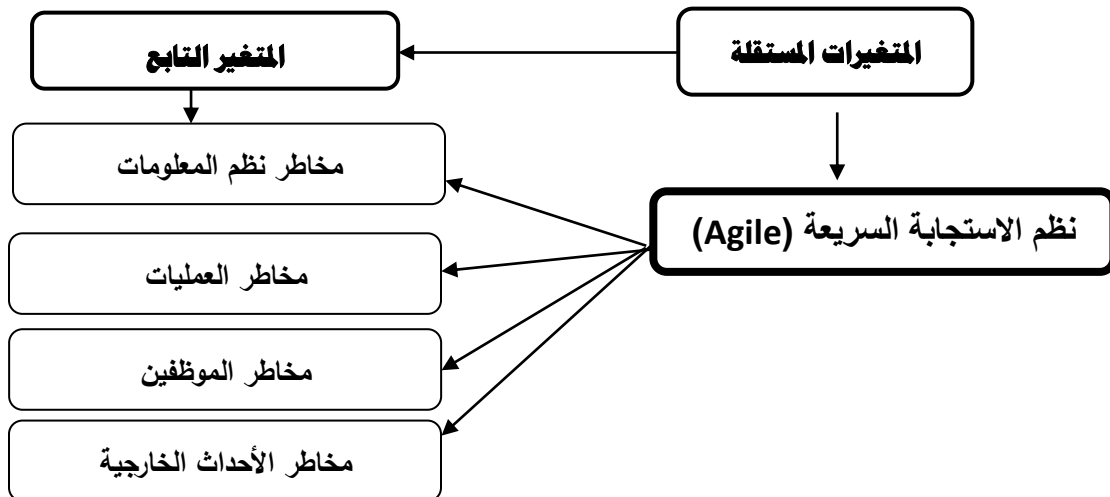 المتغيرات المستقلة
المتغير التابع
نظم الاستجابة السريعة (Agile)
مخاطر نظم المعلومات
مخاطر العمليات
مخاطر الموظفين
مخاطر الأحداث الخارجية